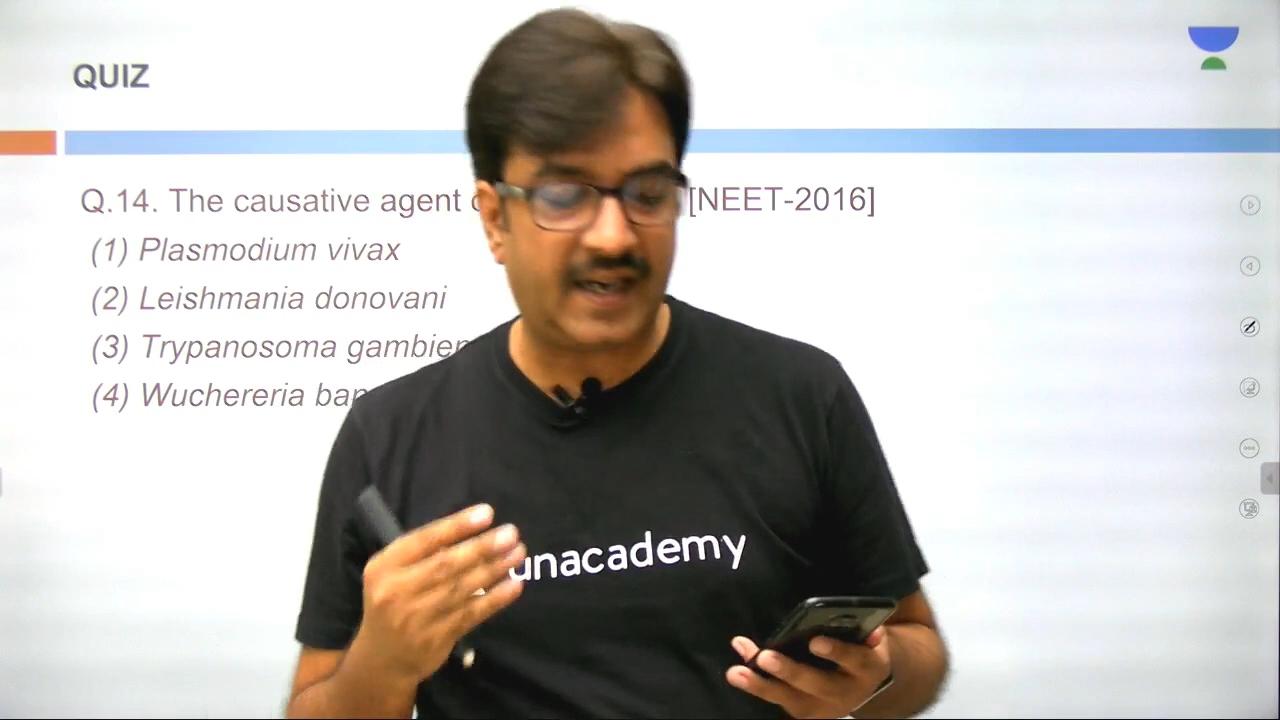 QUIZ
Q.14. The causative agent [NEET-2016]
(1) Plasmodium vivax
(2) Leishmania donovani
(3) Trypanosoma
(4) Wuchereria
unacademy